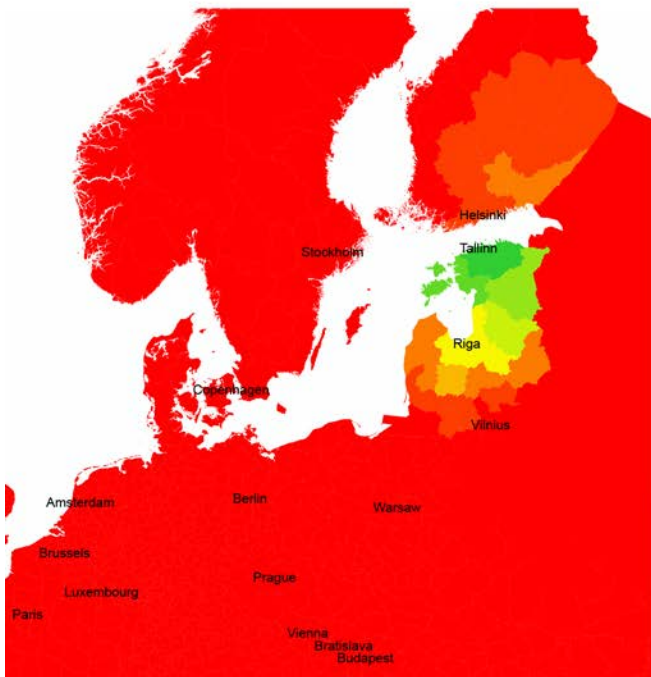 Helsinki
Tallinn
Stockholm
Riga
Copenhagen
Vilnius
Berlin
Amsterdam
Warsaw
Brussels
Prague
Luxembourg
Paris
Vienna
Bratislava
Budapest